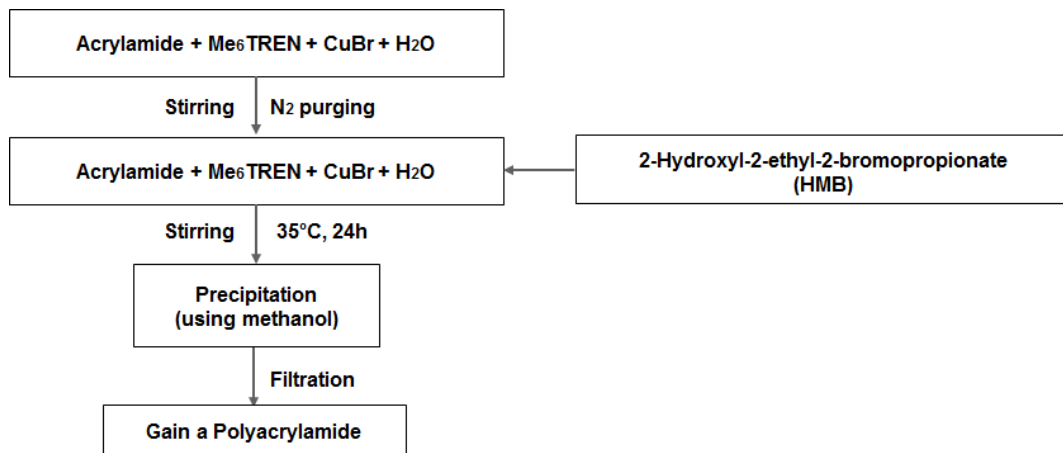 Acrylamide + Me6TREN + CuBr + H2O
Stirring N2 purging
Acrylamide + Me6TREN + CuBr + H2O
2-Hydroxyl-2-ethyl-2-bromopropionate
(HMB)
Stirring 35°C, 24h
Precipitation
(using methanol)
Filtration
Gain a Polyacrylamide